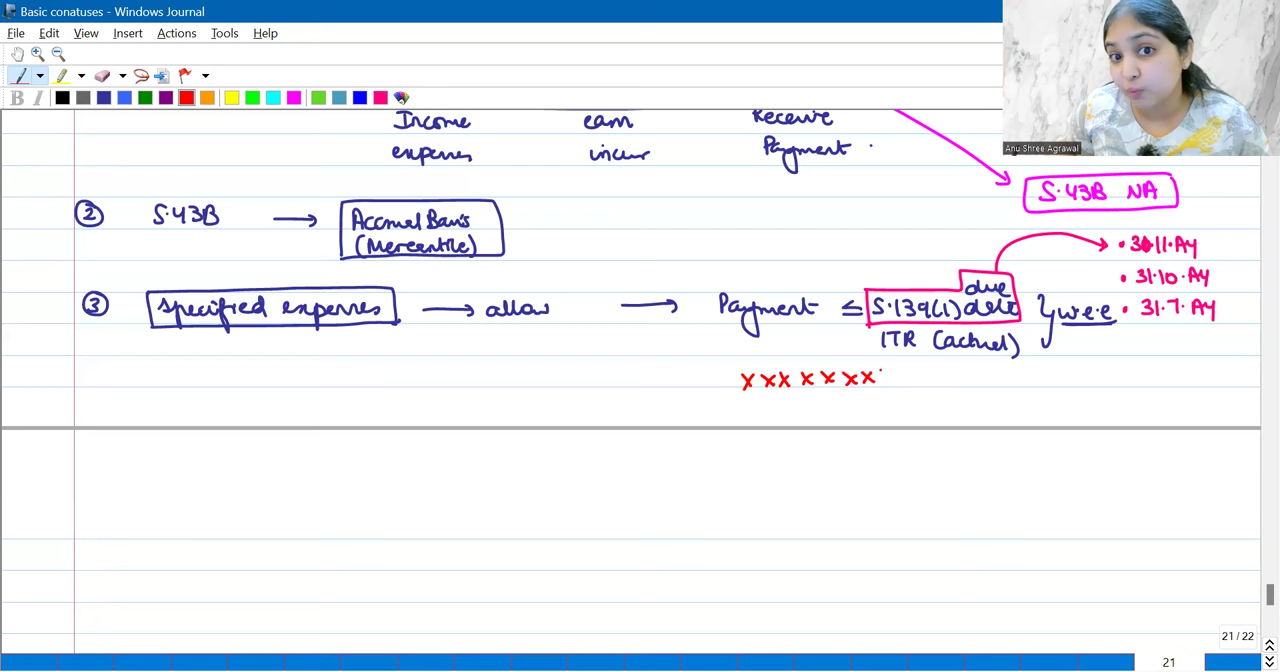 Basic conatuses - Windows Journal
File Edit View Insert Actions Tools Help
B I
Anu Shree Agrawal
Income earn Receive
expenses incur Payment
S.43B NA
② S.43B → Accrual Basis
(Mercentile)
③ specified expenses → allow → Payment ≤ S.139(1) due date } w.e.e
ITR (actual)
• 30.11.AY
• 31.10.AY
• 31.7.AY
x x x x x x x
21 / 22
21